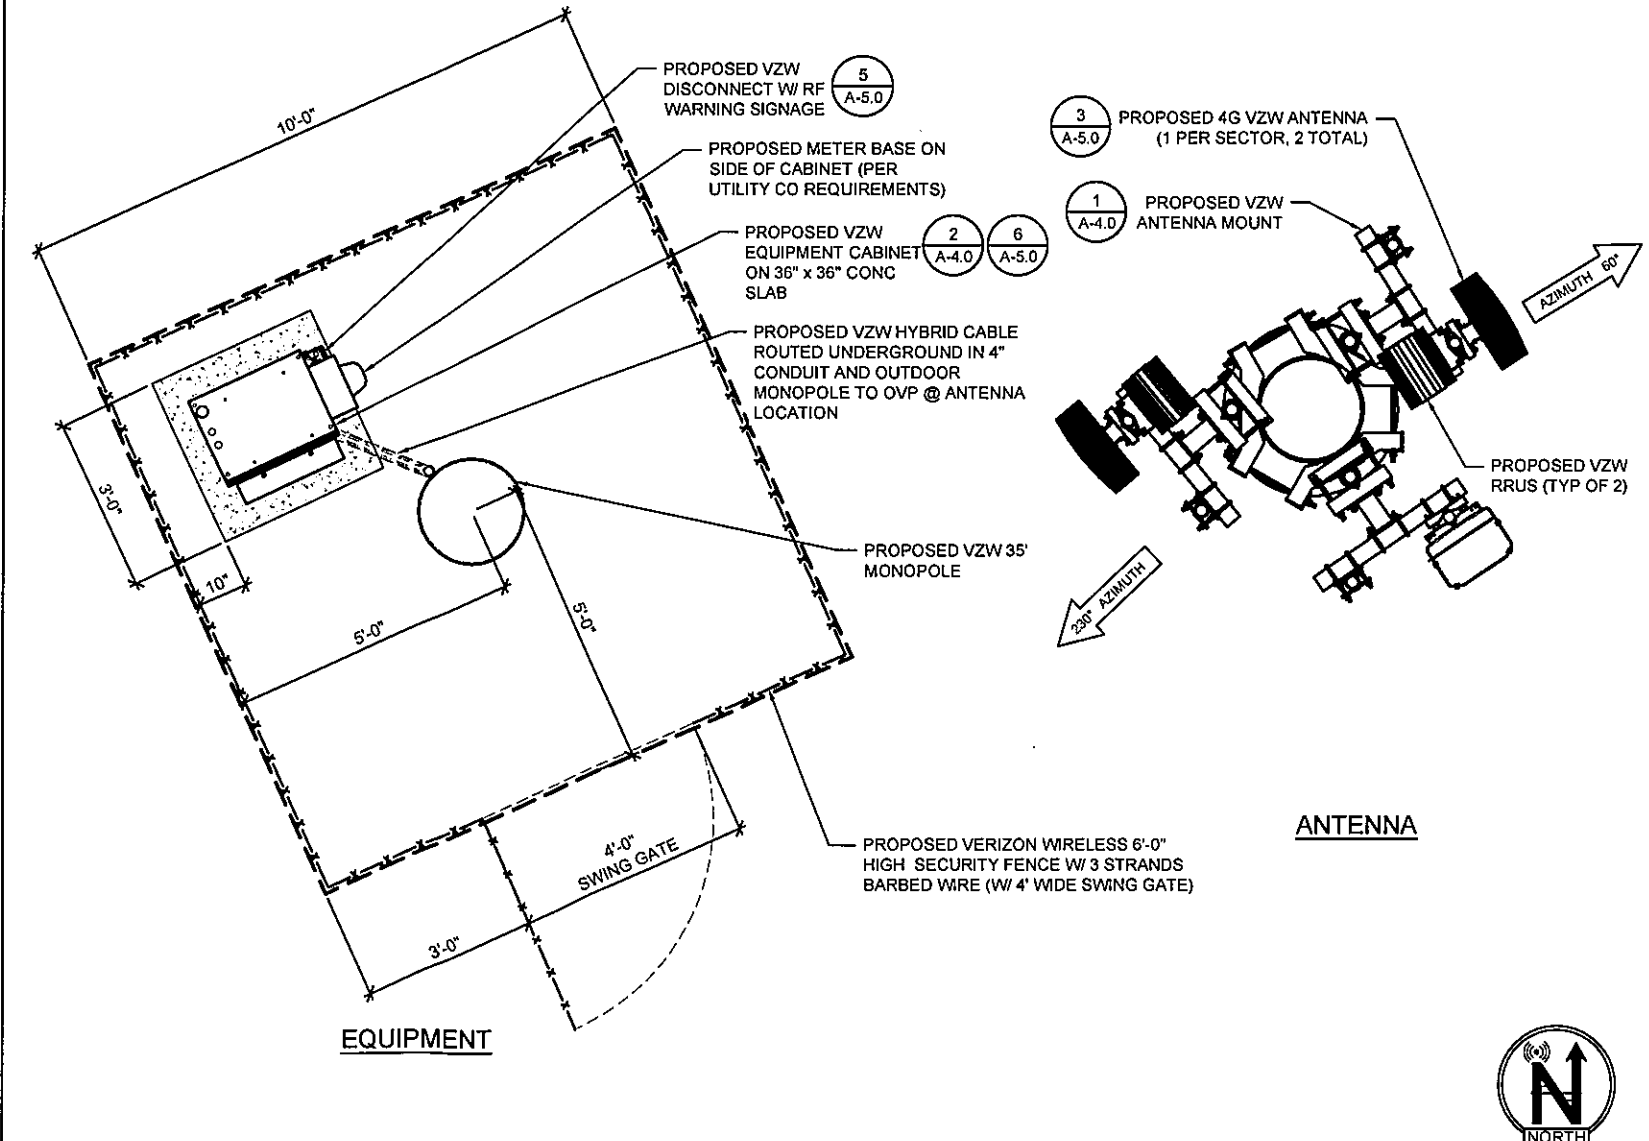 10'-0"
PROPOSED VZW
DISCONNECT W/ RF
WARNING SIGNAGE
5
A-5.0
PROPOSED METER BASE ON
SIDE OF CABINET (PER
UTILITY CO REQUIREMENTS)
PROPOSED VZW
EQUIPMENT CABINET
ON 36" x 36" CONC
SLAB
2
A-4.0
6
A-5.0
PROPOSED VZW HYBRID CABLE
ROUTED UNDERGROUND IN 4"
CONDUIT AND OUTDOOR
MONOPOLE TO OVP @ ANTENNA
LOCATION
3'-0"
10"
5'-0"
5'-0"
PROPOSED VZW 35'
MONOPOLE
4'-0"
SWING GATE
3'-0"
PROPOSED VERIZON WIRELESS 6'-0"
HIGH SECURITY FENCE W/ 3 STRANDS
BARBED WIRE (W/ 4' WIDE SWING GATE)
EQUIPMENT
3
A-5.0
PROPOSED 4G VZW ANTENNA
(1 PER SECTOR, 2 TOTAL)
1
A-4.0
PROPOSED VZW
ANTENNA MOUNT
AZIMUTH 60°
PROPOSED VZW
RRUS (TYP OF 2)
230° AZIMUTH
ANTENNA
N
NORTH